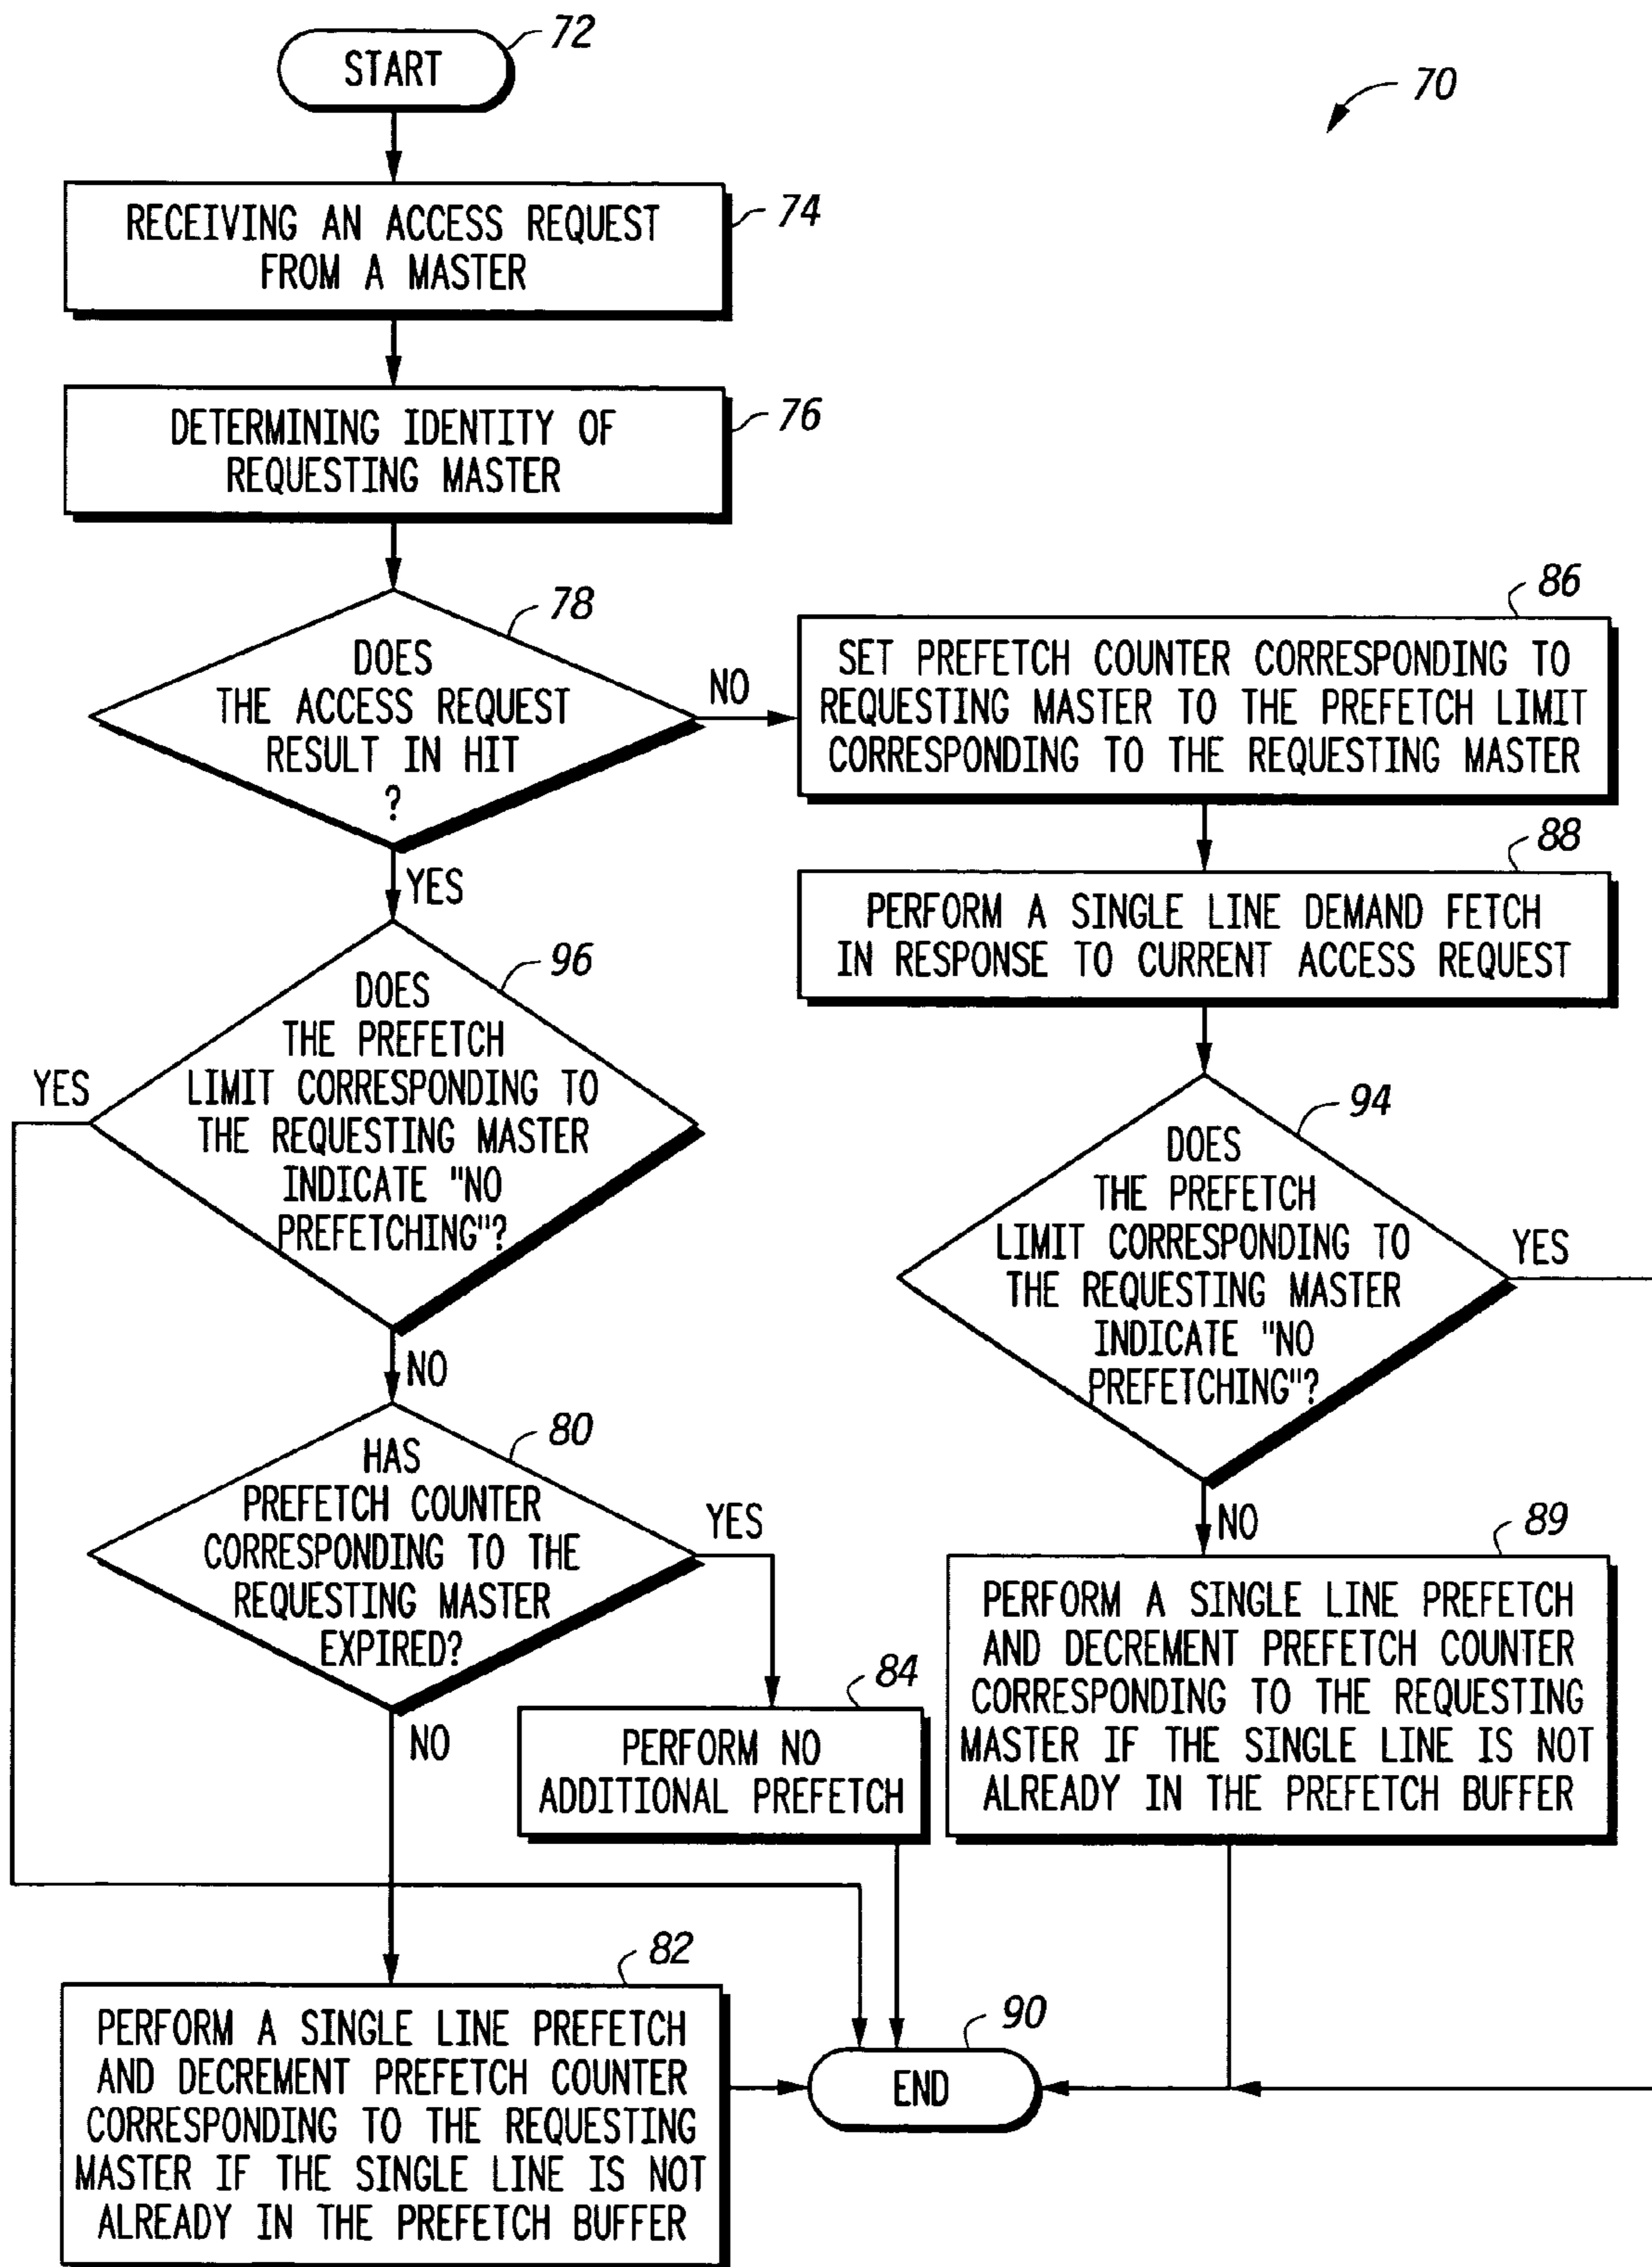 START
72
70
RECEIVING AN ACCESS REQUEST
FROM A MASTER
74
DETERMINING IDENTITY OF
REQUESTING MASTER
76
DOES
THE ACCESS REQUEST
RESULT IN HIT
?
78
NO
YES
SET PREFETCH COUNTER CORRESPONDING TO
REQUESTING MASTER TO THE PREFETCH LIMIT
CORRESPONDING TO THE REQUESTING MASTER
86
PERFORM A SINGLE LINE DEMAND FETCH
IN RESPONSE TO CURRENT ACCESS REQUEST
88
DOES
THE PREFETCH
LIMIT CORRESPONDING TO
THE REQUESTING MASTER
INDICATE "NO
PREFETCHING"?
96
YES
NO
DOES
THE PREFETCH
LIMIT CORRESPONDING TO
THE REQUESTING MASTER
INDICATE "NO
PREFETCHING"?
94
YES
NO
HAS
PREFETCH COUNTER
CORRESPONDING TO THE
REQUESTING MASTER
EXPIRED?
80
YES
NO
PERFORM NO
ADDITIONAL PREFETCH
84
PERFORM A SINGLE LINE PREFETCH
AND DECREMENT PREFETCH COUNTER
CORRESPONDING TO THE REQUESTING
MASTER IF THE SINGLE LINE IS NOT
ALREADY IN THE PREFETCH BUFFER
89
PERFORM A SINGLE LINE PREFETCH
AND DECREMENT PREFETCH COUNTER
CORRESPONDING TO THE REQUESTING
MASTER IF THE SINGLE LINE IS NOT
ALREADY IN THE PREFETCH BUFFER
82
END
90